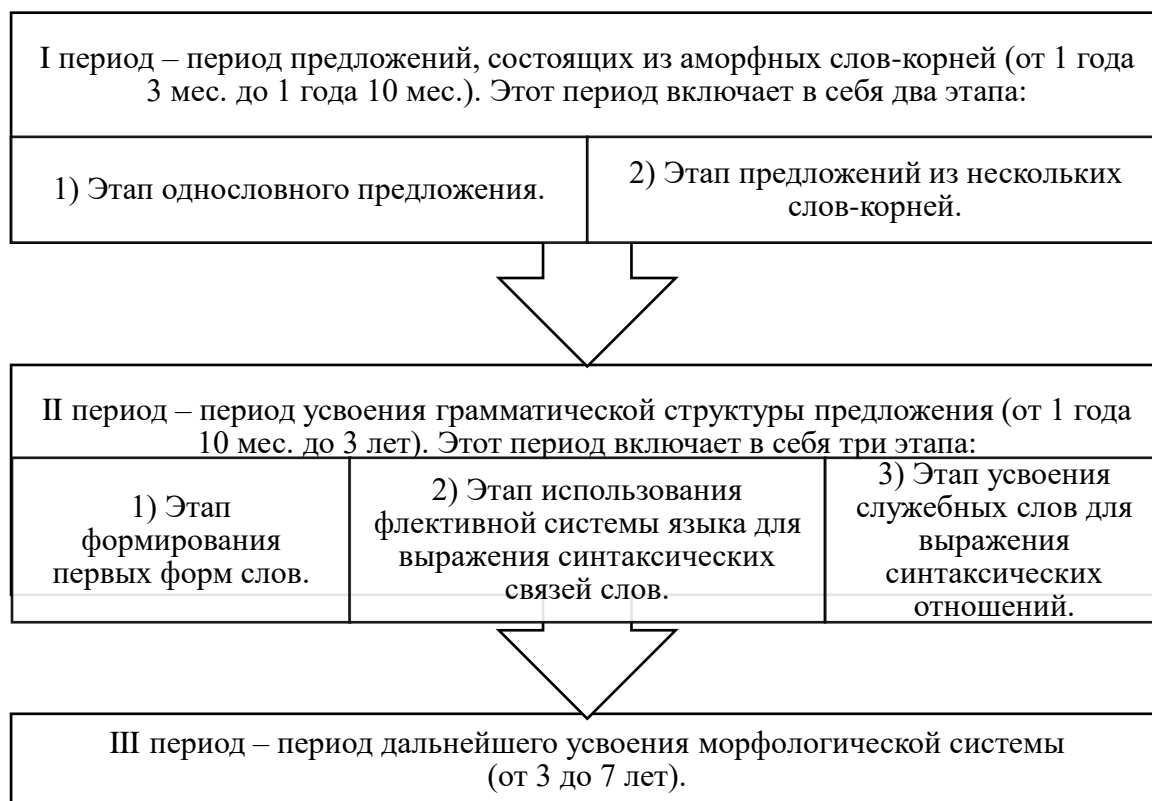 I период – период предложений, состоящих из аморфных слов-корней (от 1 года
3 мес. до 1 года 10 мес.). Этот период включает в себя два этапа:
1) Этап однословного предложения.
2) Этап предложений из нескольких
слов-корней.
II период – период усвоения грамматической структуры предложения (от 1 года
10 мес. до 3 лет). Этот период включает в себя три этапа:
1) Этап
формирования
первых форм слов.
2) Этап использования
флективной системы языка для
выражения синтаксических
связей слов.
3) Этап усвоения
служебных слов для
выражения
синтаксических
отношений.
III период – период дальнейшего усвоения морфологической системы
(от 3 до 7 лет).